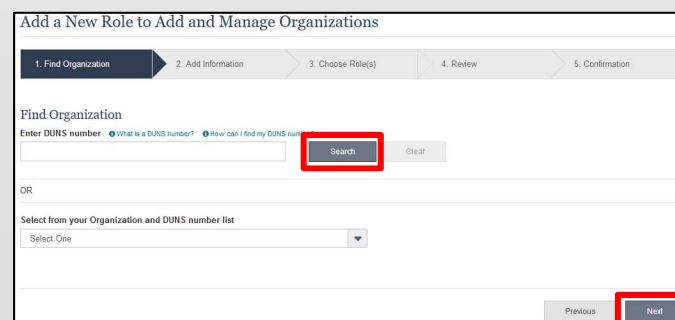 Add a New Role to Add and Manage Organizations
1. Find Organization 2. Add Information 3. Choose Role(s) 4. Review 5. Confirmation
Find Organization
Enter DUNS number What is a DUNS number? How can I find my DUNS number?
Search Clear
OR
Select from your Organization and DUNS number list
Select One
Previous Next